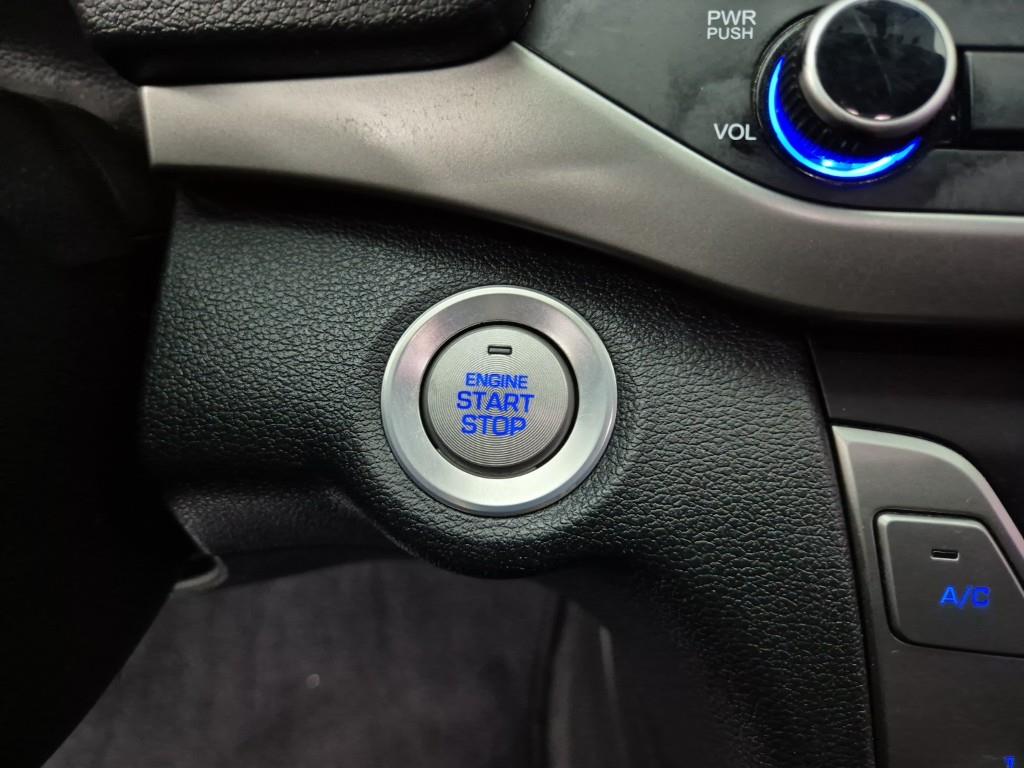 PWR
PUSH
VOL
ENGINE
START
STOP
A/C